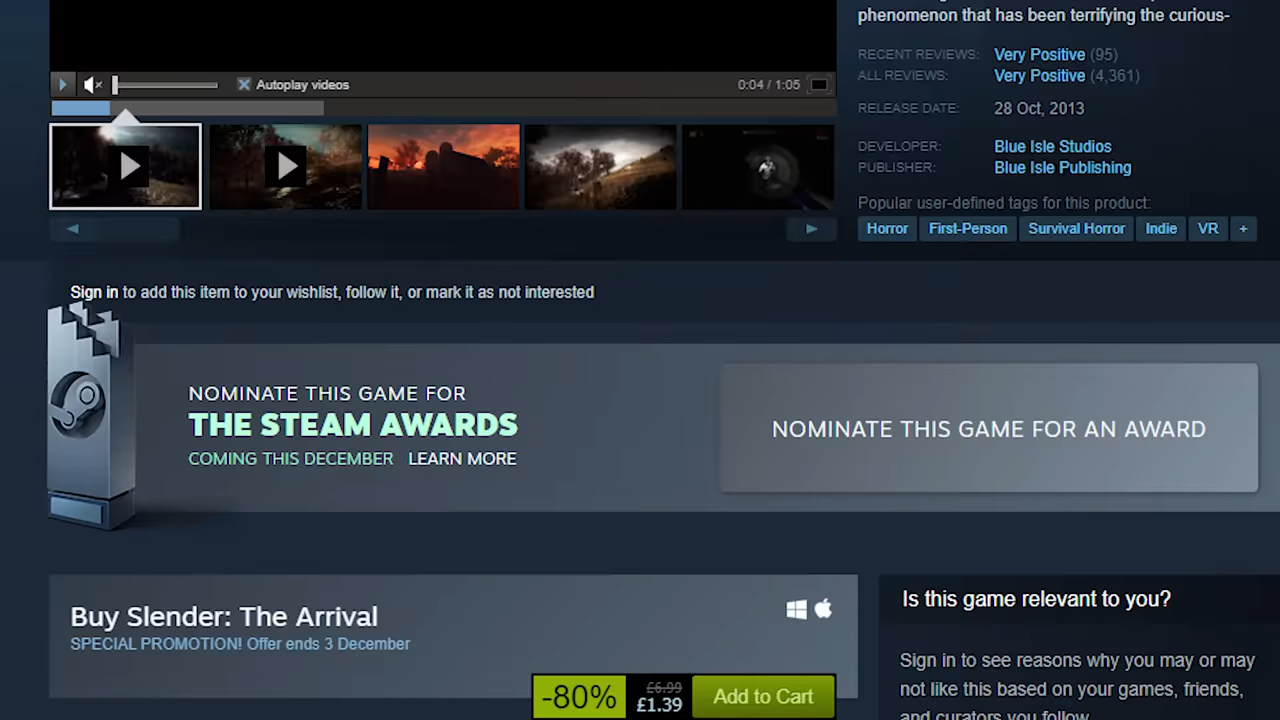 phenomenon that has been terrifying the curious-
RECENT REVIEWS: Very Positive (95)
ALL REVIEWS: Very Positive (4,361)
RELEASE DATE: 28 Oct, 2013
DEVELOPER: Blue Isle Studios
PUBLISHER: Blue Isle Publishing
Popular user-defined tags for this product:
Horror First-Person Survival Horror Indie VR +
Autoplay videos 0:04 / 1:05
Sign in to add this item to your wishlist, follow it, or mark it as not interested
NOMINATE THIS GAME FOR
THE STEAM AWARDS
COMING THIS DECEMBER LEARN MORE
NOMINATE THIS GAME FOR AN AWARD
Buy Slender: The Arrival
SPECIAL PROMOTION! Offer ends 3 December
-80% £6.99 £1.39 Add to Cart
Is this game relevant to you?
Sign in to see reasons why you may or may
not like this based on your games, friends,
and curators you follow